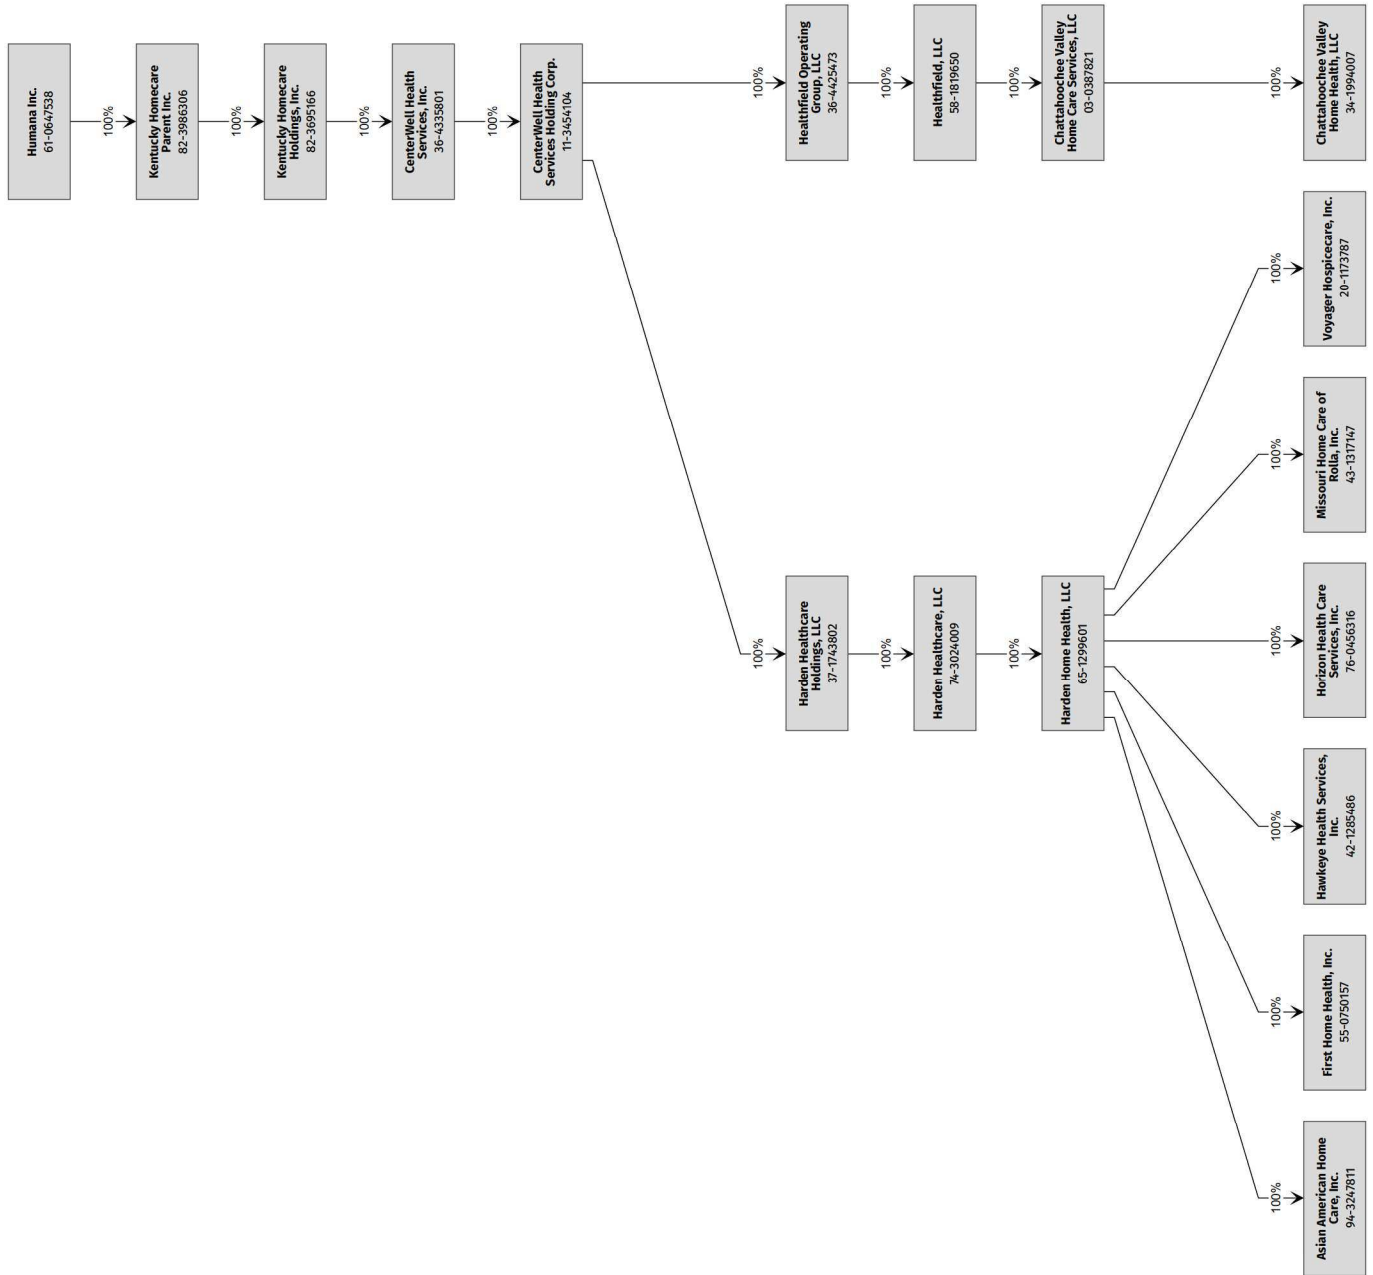 Humana Inc.
61-0647538
100%
Kentucky Homecare
Parent Inc.
82-3986306
100%
Kentucky Homecare
Holdings, Inc.
82-3695166
100%
CenterWell Health
Services, Inc.
36-4335801
100%
CenterWell Health
Services Holding Corp.
11-3454104
100%
Harden Healthcare
Holdings, LLC
37-1743802
100%
Healthfield Operating
Group, LLC
36-4425473
100%
Harden Healthcare, LLC
74-3024009
100%
Healthfield, LLC
58-1819650
100%
Harden Home Health, LLC
65-1299601
100%
Chattahoochee Valley
Home Care Services, LLC
03-0387821
100%
Asian American Home
Care, Inc.
94-3247811
100%
First Home Health, Inc.
55-0750157
100%
Hawkeye Health Services,
Inc.
42-1285486
100%
Horizon Health Care
Services, Inc.
76-0456316
100%
Missouri Home Care of
Rolla, Inc.
43-1317147
100%
Voyager Hospicecare, Inc.
20-1173787
100%
Chattahoochee Valley
Home Health, LLC
34-1994007